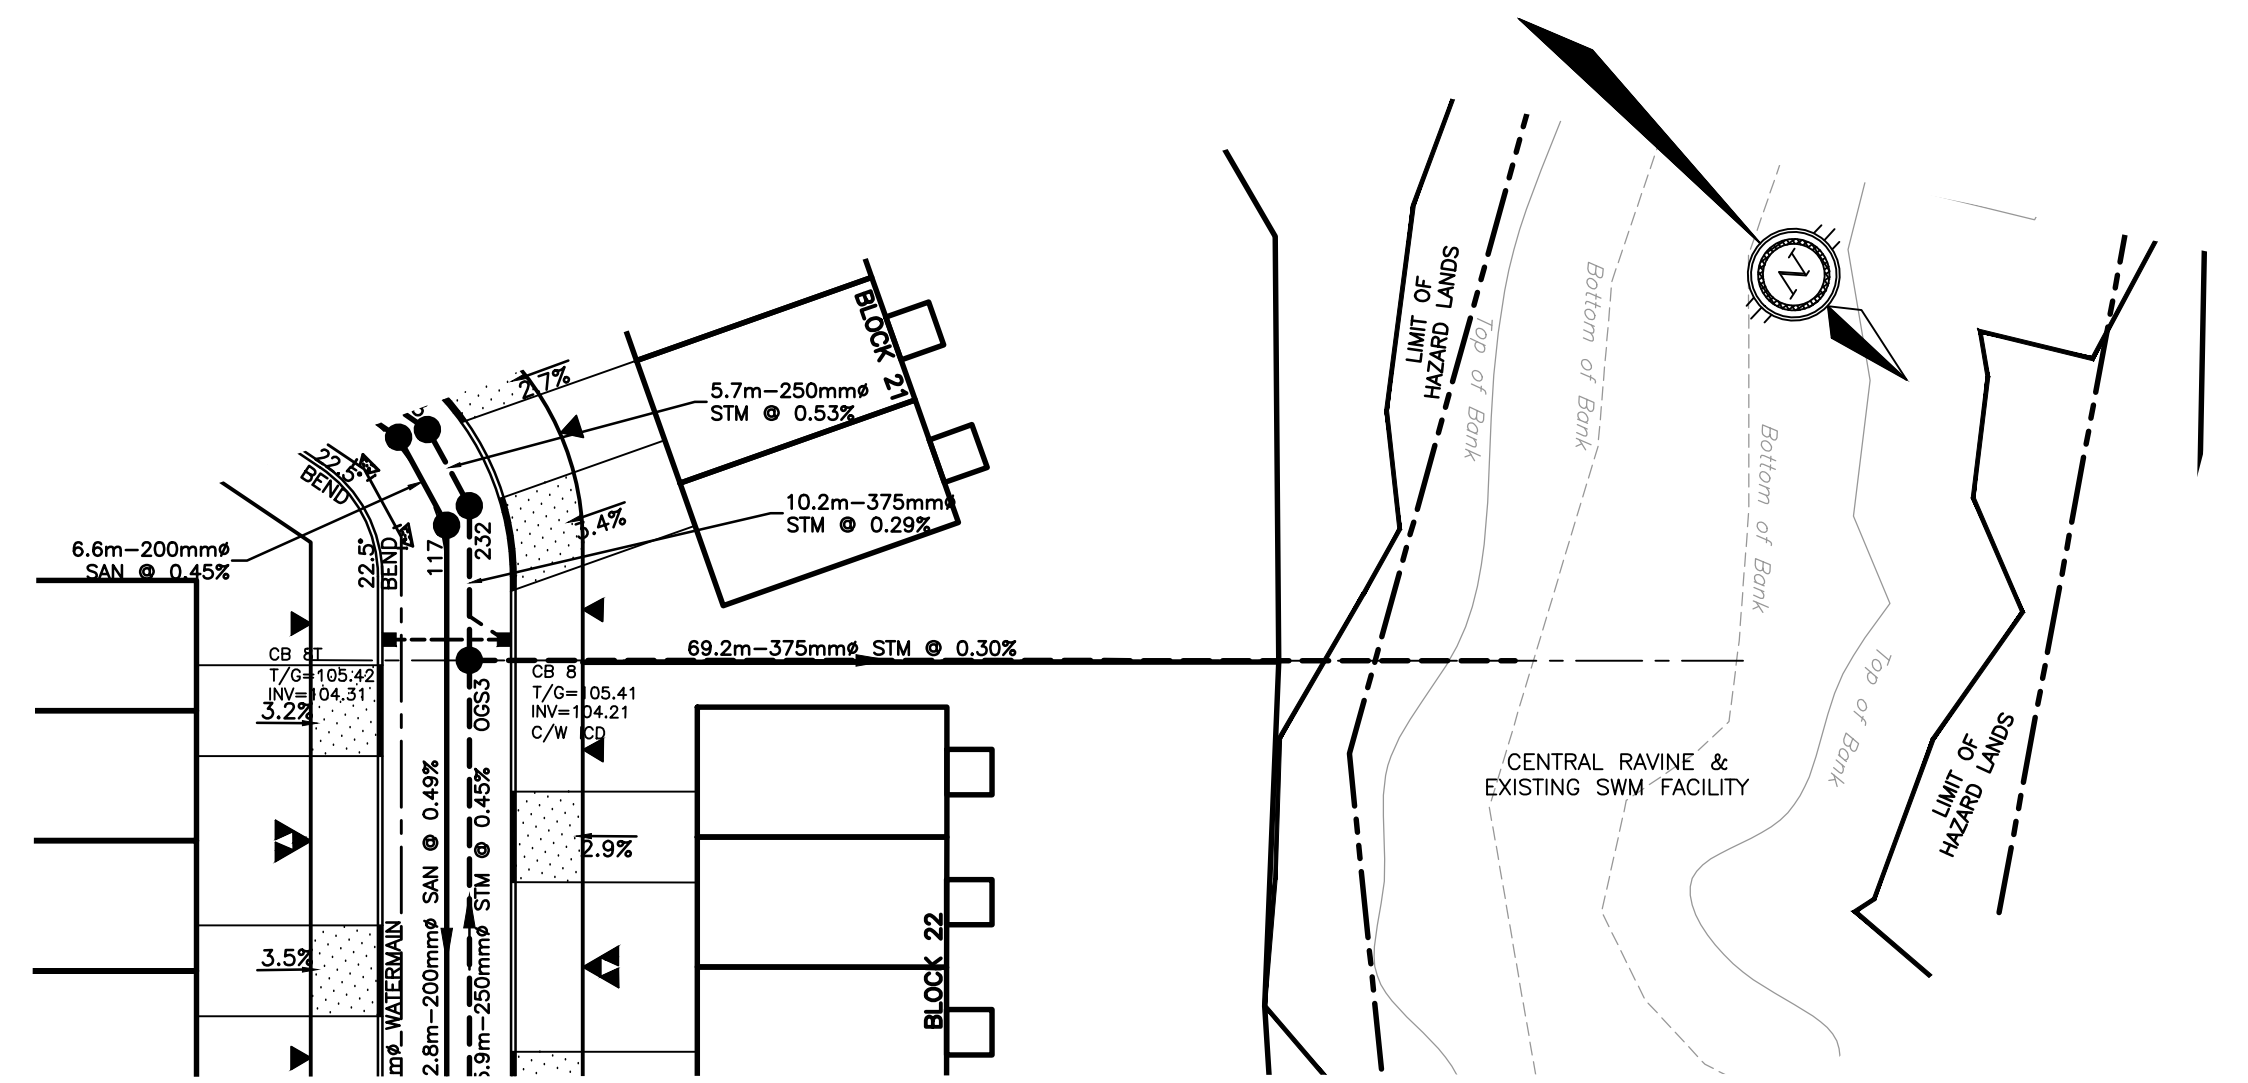 N
BLOCK 21
2.7%
5.7m-250mmø
STM @ 0.53%
22.5°
BEND
10.2m-375mmø
STM @ 0.29%
3.4%
232
117
22.5°
BEND
6.6m-200mmø
SAN @ 0.45%
69.2m-375mmø STM @ 0.30%
CB 8T
T/G=105.42
INV=104.31
3.2%
CB 8
T/G=105.41
INV=104.21
C/W ICD
OGS3
2.9%
3.5%
mø WATERMAIN
2.8m-200mmø SAN @ 0.49%
5.9m-250mmø STM @ 0.45%
BLOCK 22
LIMIT OF
HAZARD LANDS
Top of Bank
Bottom of Bank
Bottom of Bank
Top of Bank
CENTRAL RAVINE &
EXISTING SWM FACILITY
LIMIT OF
HAZARD LANDS